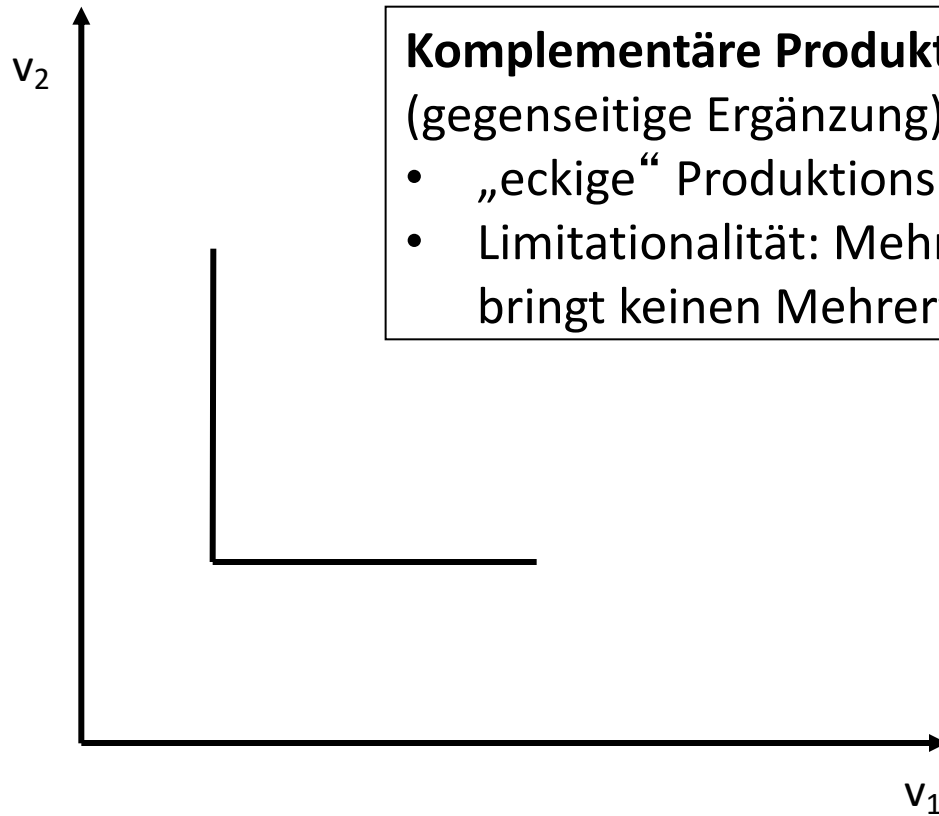 v₂
Komplementäre Produkt
(gegenseitige Ergänzung)
• „eckige“ Produktions
• Limitationalität: Mehr
bringt keinen Mehrer
v₁